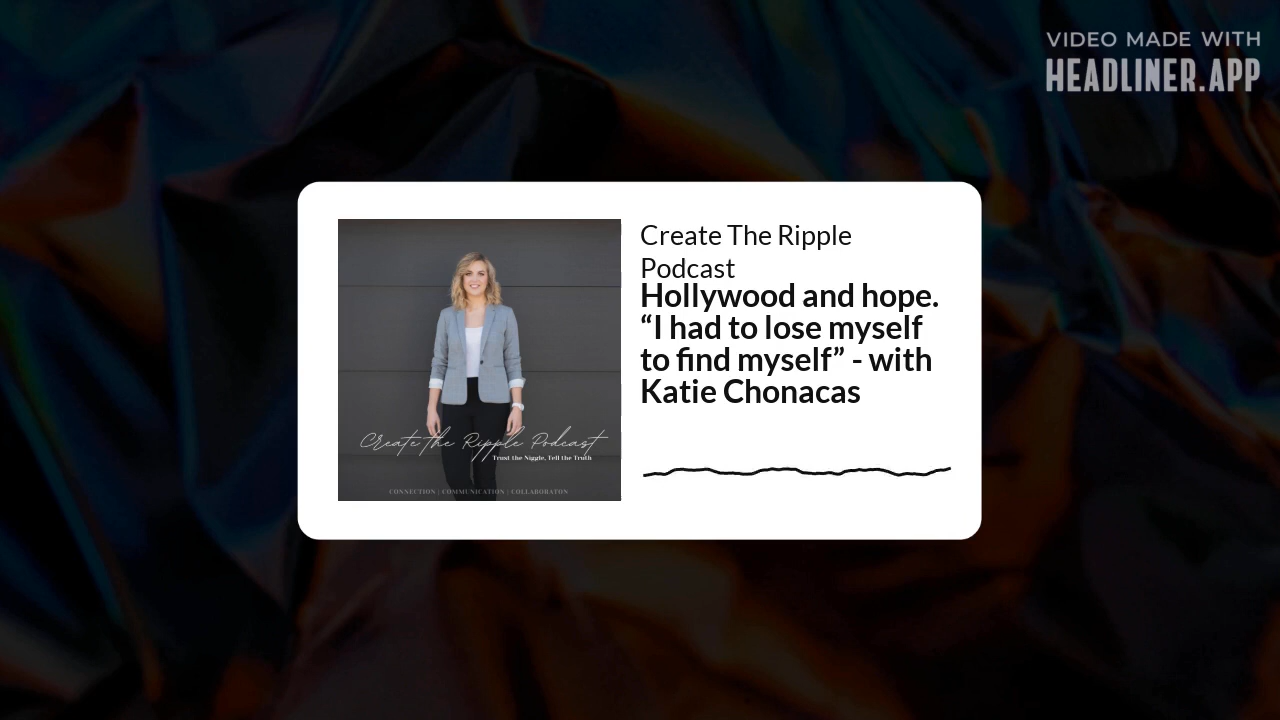 VIDEO MADE WITH
HEADLINER.APP
Create The Ripple
Podcast
Hollywood and hope.
“I had to lose myself
to find myself” - with
Katie Chonacas
Create the Ripple Podcast
Trust the Niggle, Tell the Truth
CONNECTION | COMMUNICATION | COLLABORATON